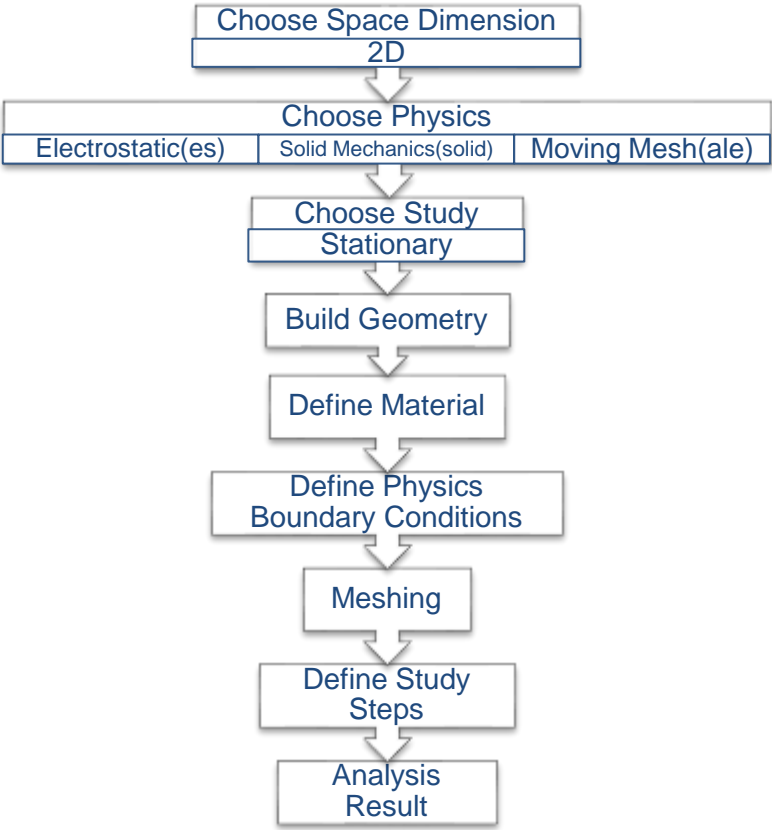 Choose Space Dimension
2D
Choose Physics
Electrostatic(es)
Solid Mechanics(solid)
Moving Mesh(ale)
Choose Study
Stationary
Build Geometry
Define Material
Define Physics
Boundary Conditions
Meshing
Define Study
Steps
Analysis
Result